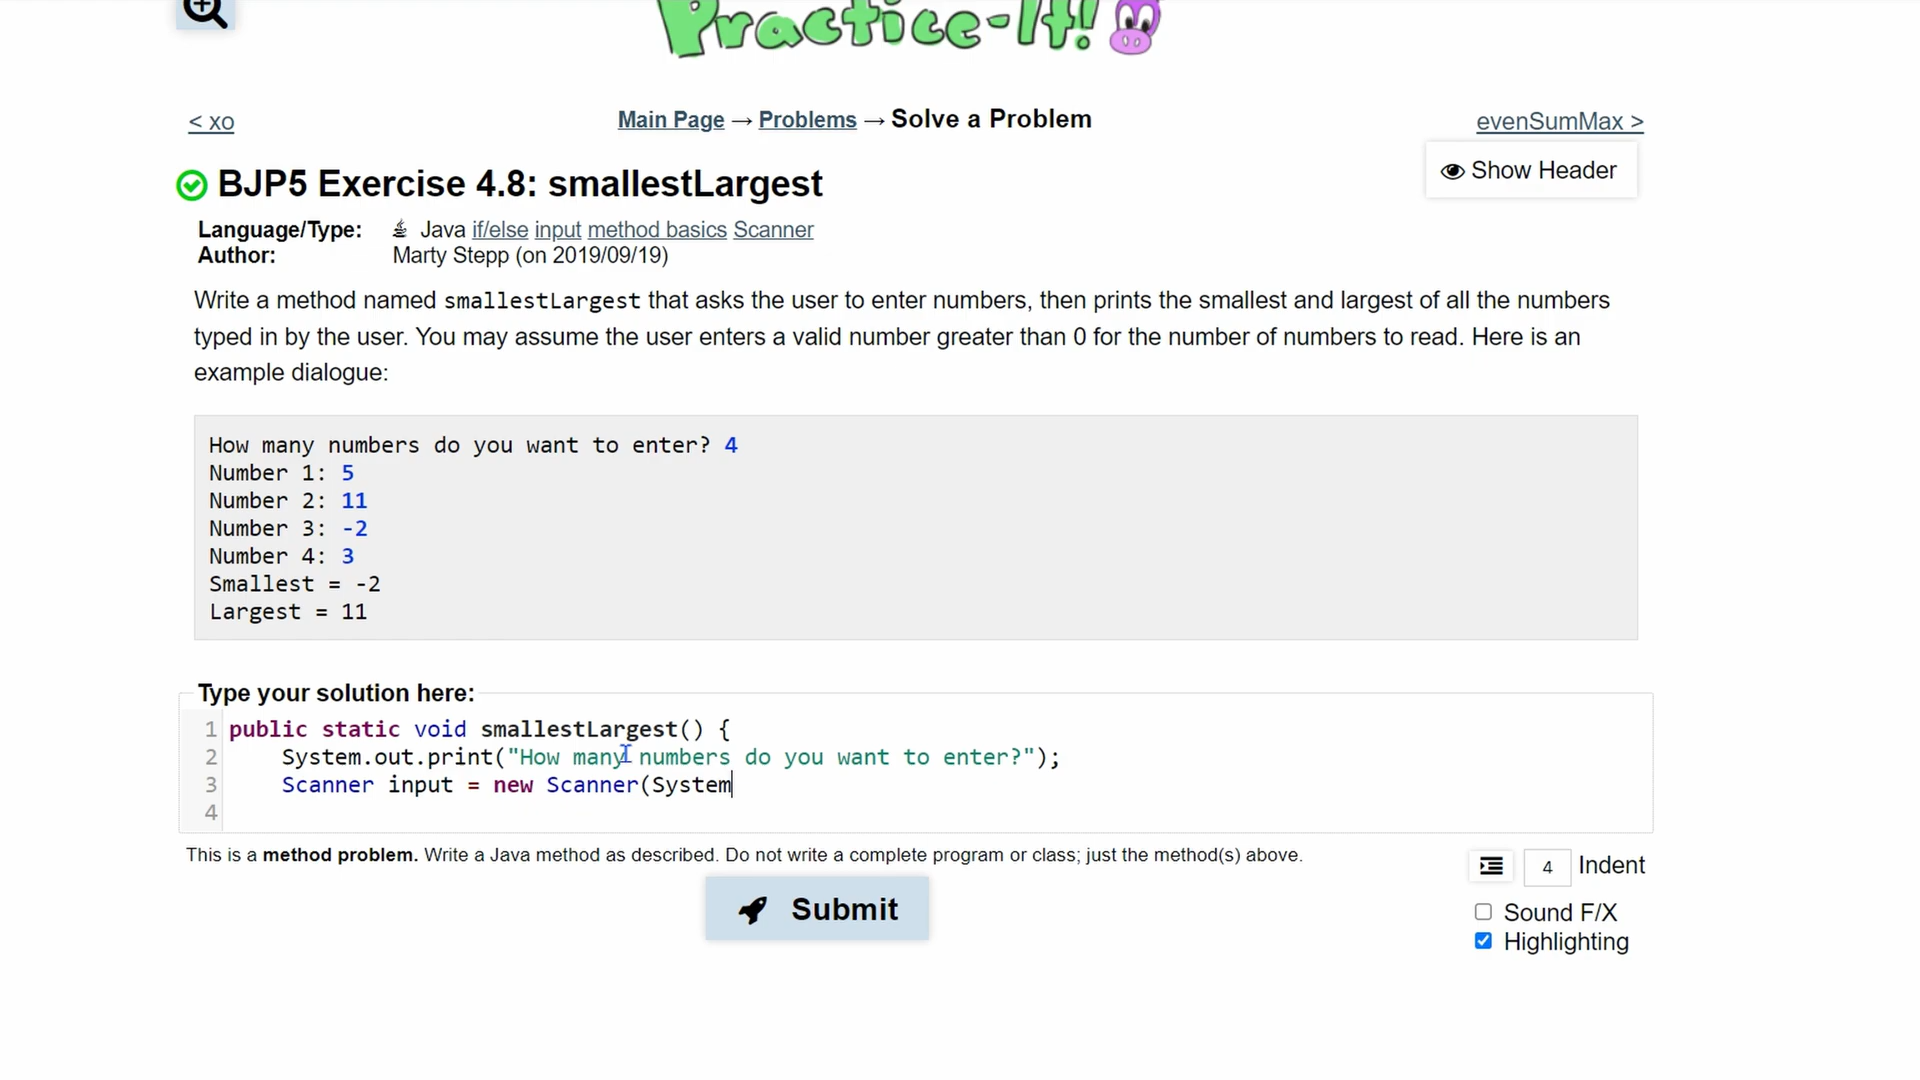 Practice-It!
< xo
Main Page → Problems → Solve a Problem
evenSumMax >
Show Header
BJP5 Exercise 4.8: smallestLargest
Language/Type: Java if/else input method basics Scanner
Author: Marty Stepp (on 2019/09/19)
Write a method named smallestLargest that asks the user to enter numbers, then prints the smallest and largest of all the numbers
typed in by the user. You may assume the user enters a valid number greater than 0 for the number of numbers to read. Here is an
example dialogue:
How many numbers do you want to enter? 4
Number 1: 5
Number 2: 11
Number 3: -2
Number 4: 3
Smallest = -2
Largest = 11
Type your solution here:
1 public static void smallestLargest() {
2 System.out.print("How many numbers do you want to enter?");
3 Scanner input = new Scanner(System
4
This is a method problem. Write a Java method as described. Do not write a complete program or class; just the method(s) above.
4 Indent
Submit
Sound F/X
Highlighting